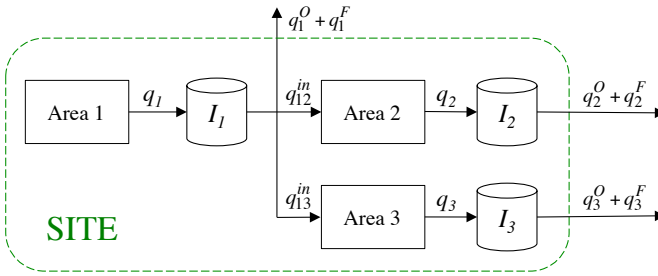 q₁ᴼ + q₁ꟳ
Area 1
q₁
I₁
q₁₂ⁱⁿ
Area 2
q₂
I₂
q₂ᴼ + q₂ꟳ
q₁₃ⁱⁿ
Area 3
q₃
I₃
q₃ᴼ + q₃ꟳ
SITE